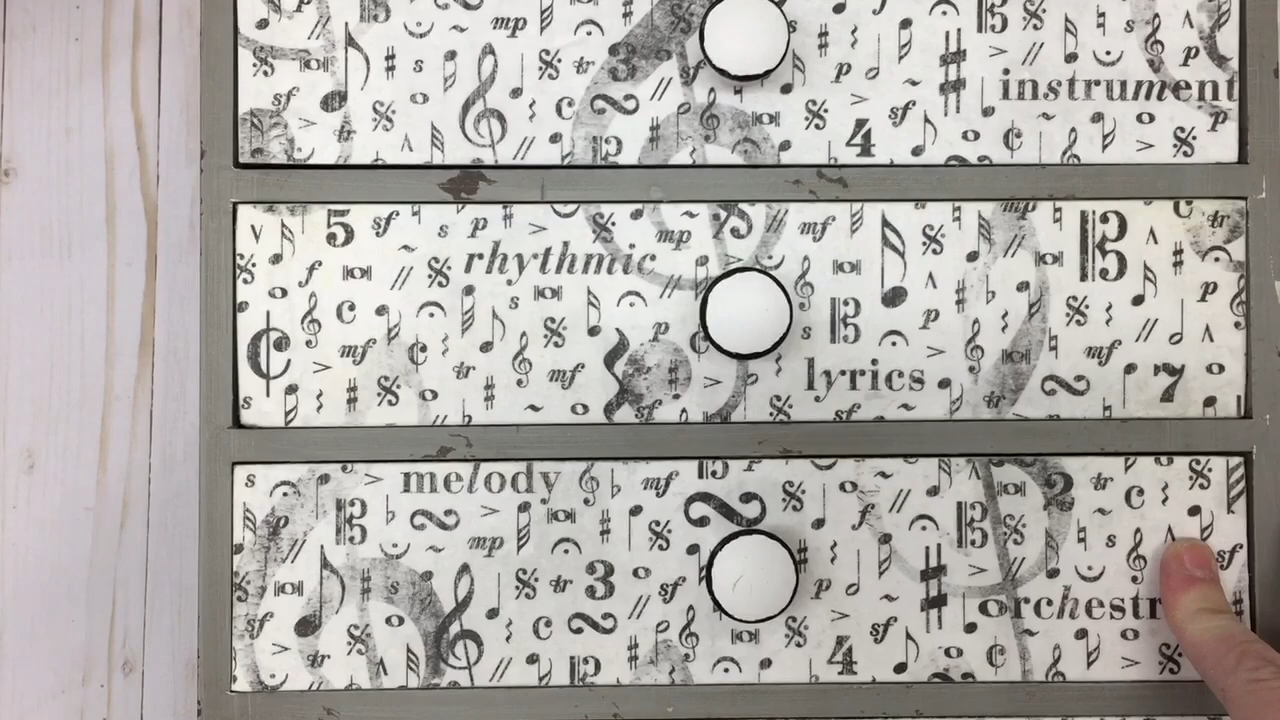 instrument
rhythmic
lyrics
melody
orchestr